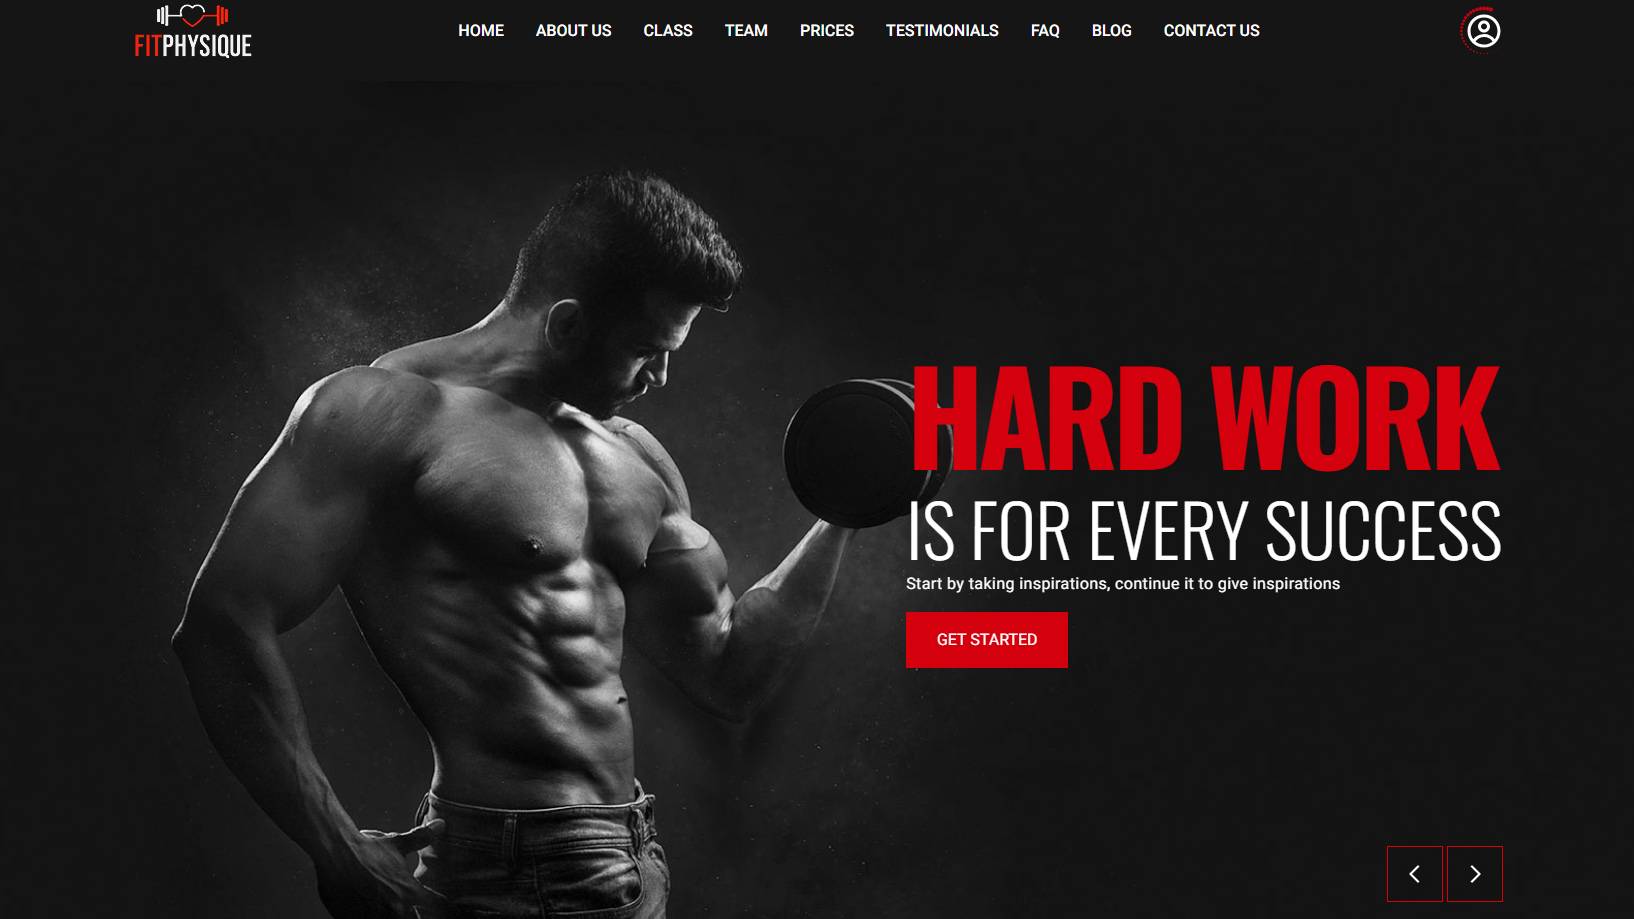 FITPHYSIQUE
HOME ABOUT US CLASS TEAM PRICES TESTIMONIALS FAQ BLOG CONTACT US
HARD WORK
IS FOR EVERY SUCCESS
Start by taking inspirations, continue it to give inspirations
GET STARTED